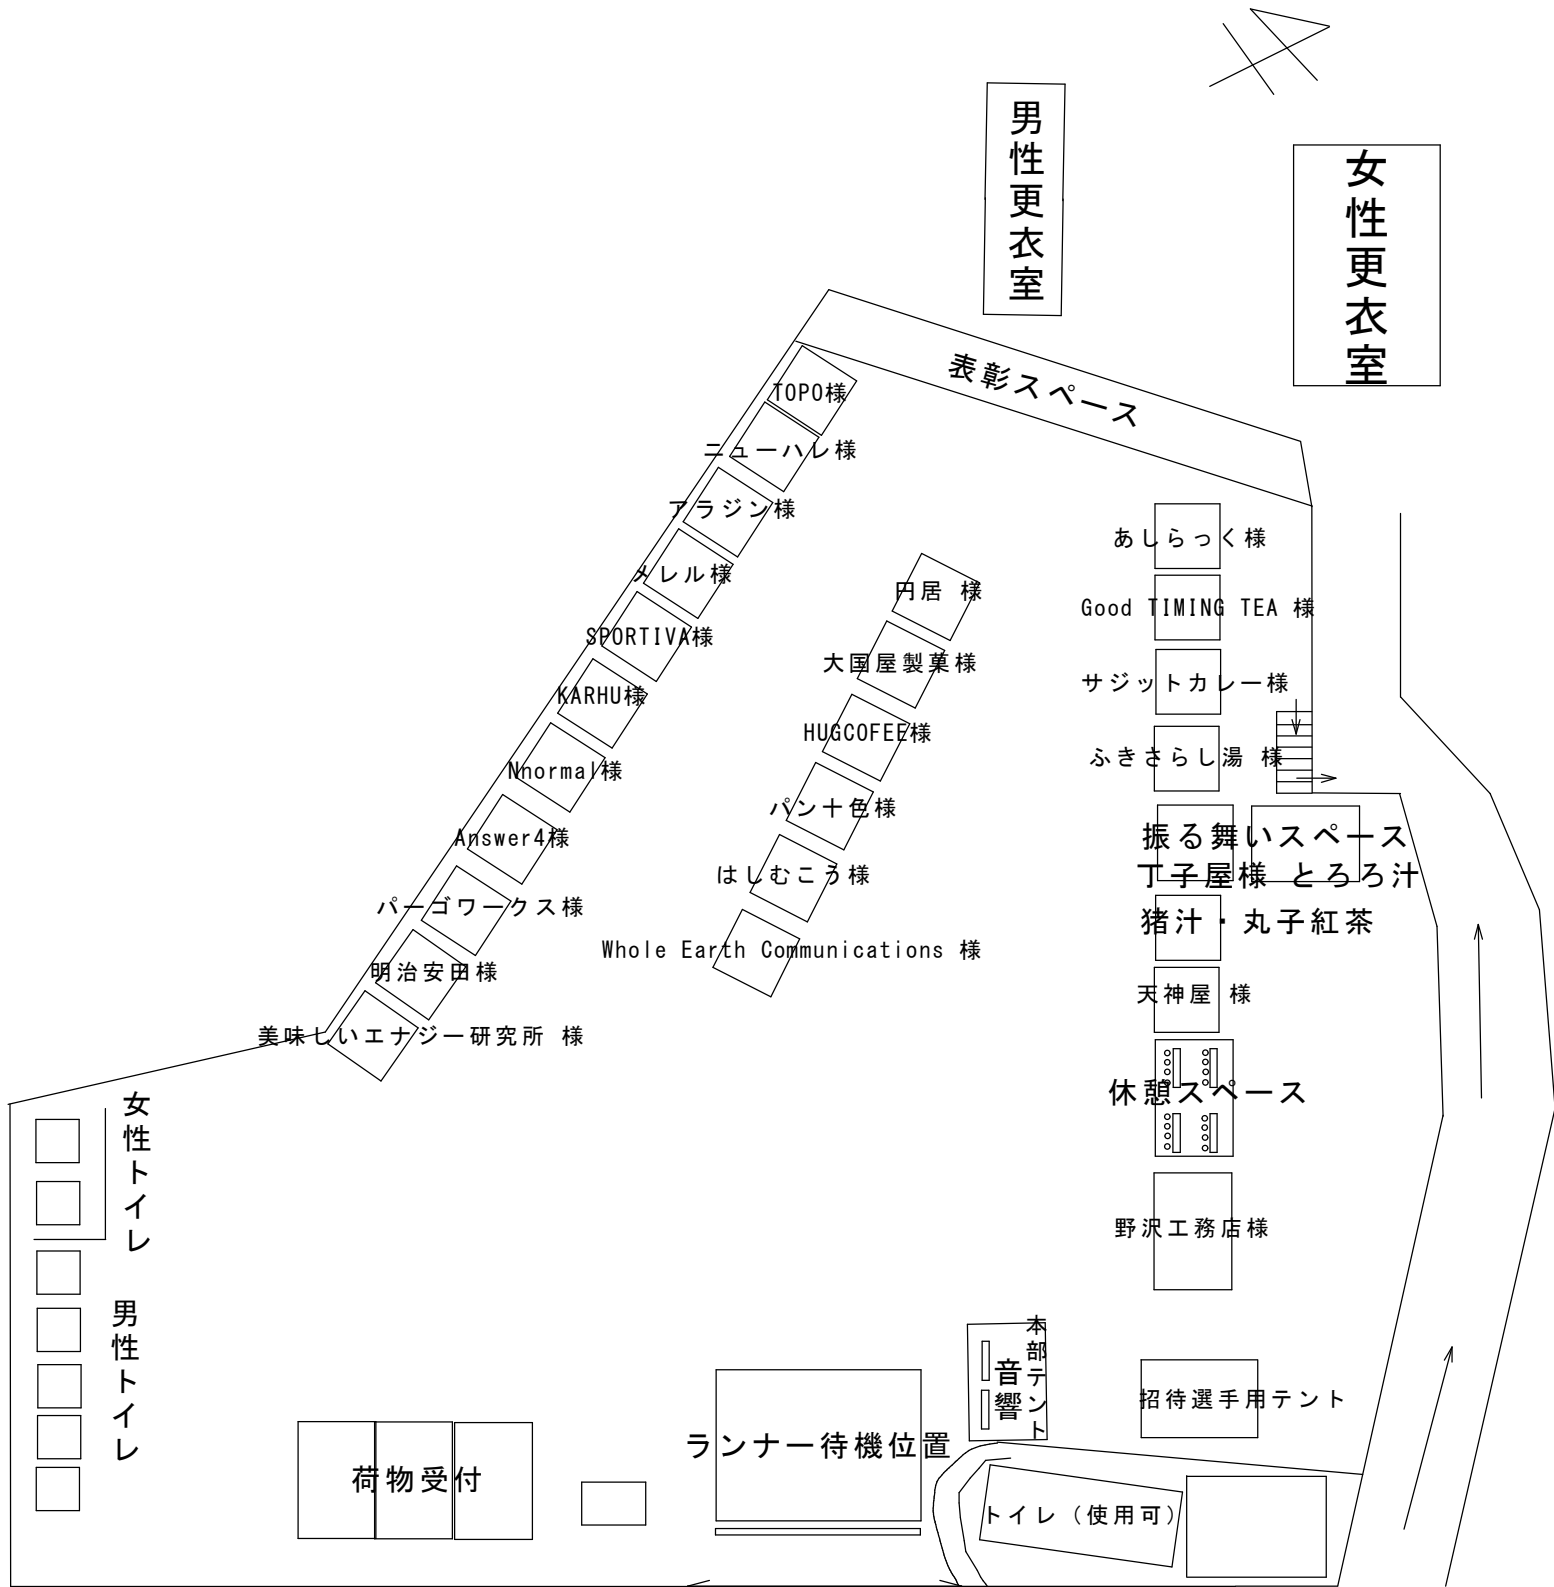 男性更衣室
女性更衣室
表彰スペース
TOPO様
ニューハレ様
アラジン様
メレル様
SPORTIVA様
KARHU様
Nnormal様
Answer4様
パーゴワークス様
明治安田様
美味しいエナジー研究所 様
円居 様
大国屋製菓様
HUGCOFEE様
パン十色様
はしむこう様
Whole Earth Communications 様
あしらっく様
Good TIMING TEA 様
サジットカレー様
ふきさらし湯 様
振る舞いスペース
丁子屋様 とろろ汁
猪汁・丸子紅茶
天神屋 様
休憩スペース
野沢工務店様
女性トイレ
男性トイレ
荷物受付
ランナー待機位置
本部テント
音響
招待選手用テント
トイレ（使用可）